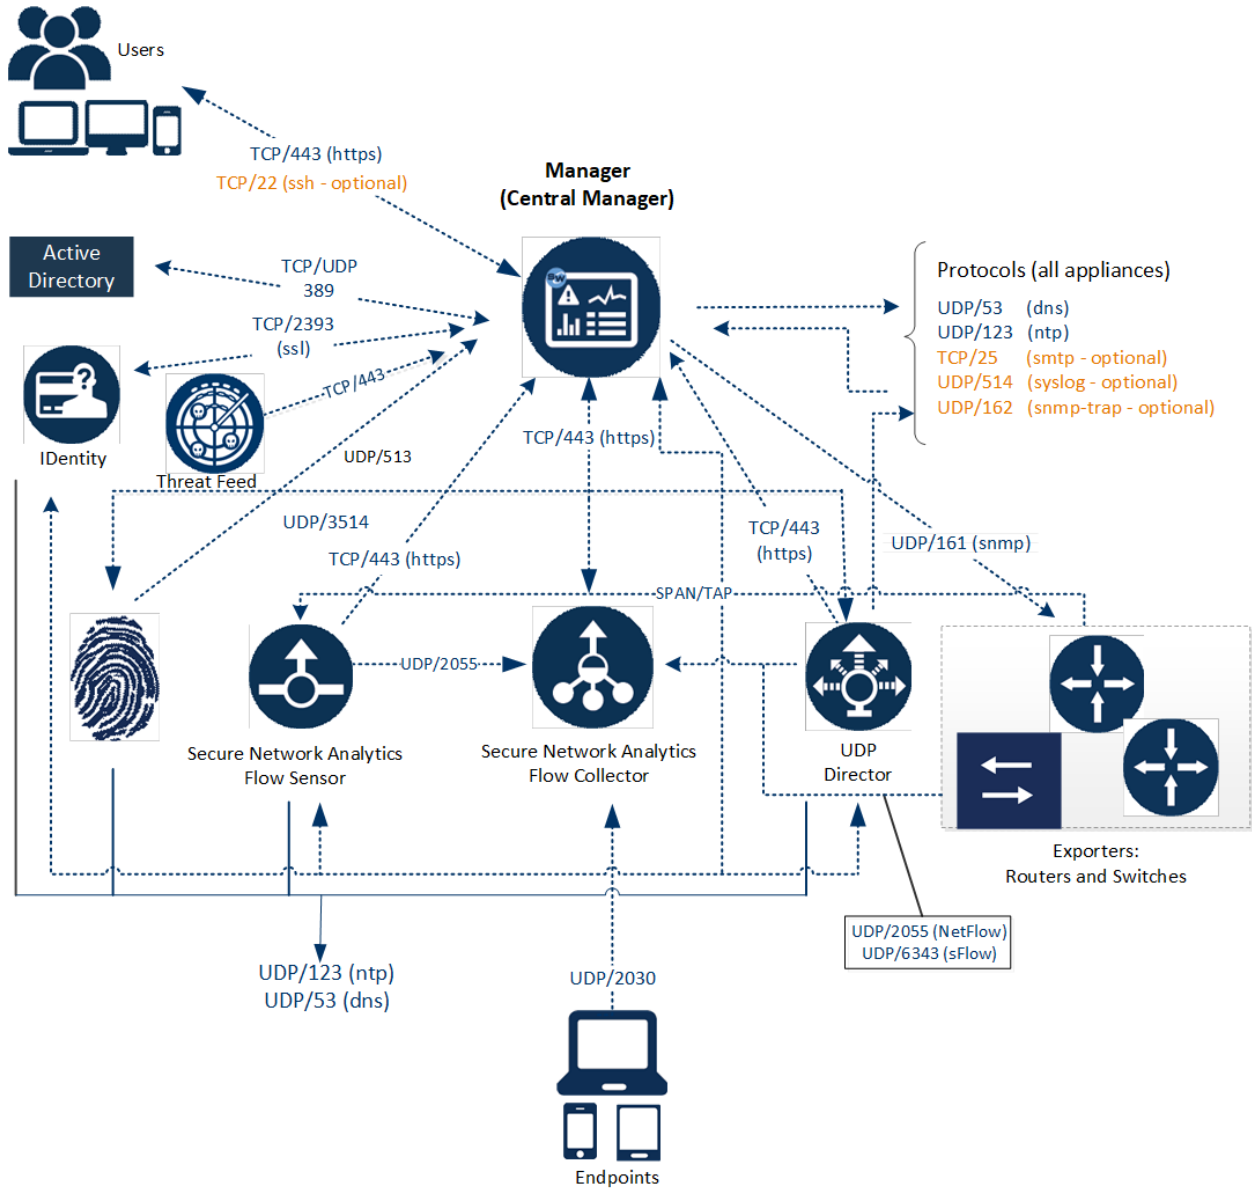 Users
TCP/443 (https)
TCP/22 (ssh - optional)
Manager
(Central Manager)
Active
Directory
TCP/UDP
389
TCP/2393
(ssl)
TCP/443
IDentity
Threat Feed
UDP/513
UDP/3514
TCP/443 (https)
TCP/443 (https)
TCP/443
(https)
Protocols (all appliances)
UDP/53 (dns)
UDP/123 (ntp)
TCP/25 (smtp - optional)
UDP/514 (syslog - optional)
UDP/162 (snmp-trap - optional)
UDP/161 (snmp)
SPAN/TAP
UDP/2055
Secure Network Analytics
Flow Sensor
Secure Network Analytics
Flow Collector
UDP
Director
Exporters:
Routers and Switches
UDP/2055 (NetFlow)
UDP/6343 (sFlow)
UDP/123 (ntp)
UDP/53 (dns)
UDP/2030
Endpoints